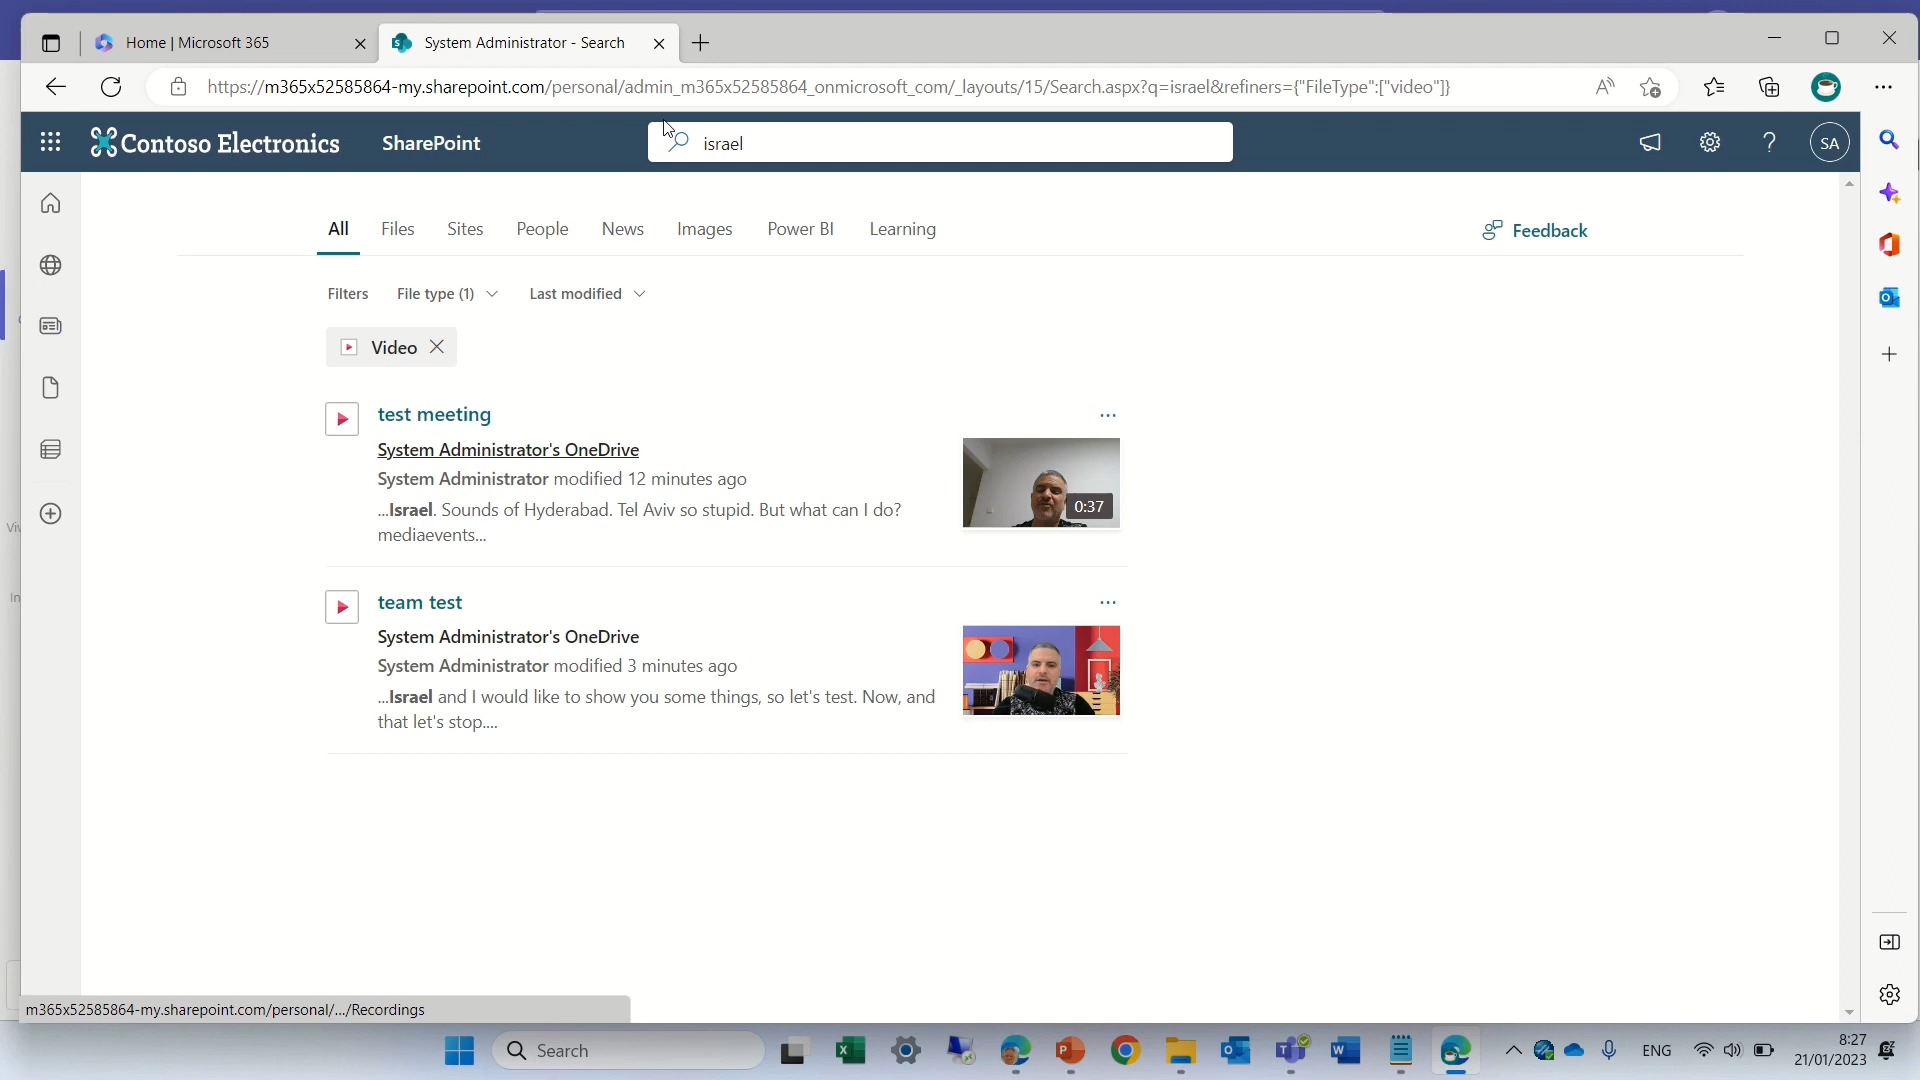 Home | Microsoft 365
System Administrator - Search
https://m365x52585864-my.sharepoint.com/personal/admin_m365x52585864_onmicrosoft_com/_layouts/15/Search.aspx?q=israel&refiners={"FileType":["video"]}
Contoso Electronics
SharePoint
israel
SA
All
Files
Sites
People
News
Images
Power BI
Learning
Feedback
Filters
File type (1)
Last modified
Video
test meeting
System Administrator's OneDrive
System Administrator modified 12 minutes ago
...Israel. Sounds of Hyderabad. Tel Aviv so stupid. But what can I do?
mediaevents...
0:37
team test
System Administrator's OneDrive
System Administrator modified 3 minutes ago
...Israel and I would like to show you some things, so let's test. Now, and
that let's stop....
m365x52585864-my.sharepoint.com/personal/.../Recordings
Search
ENG
8:27
21/01/2023